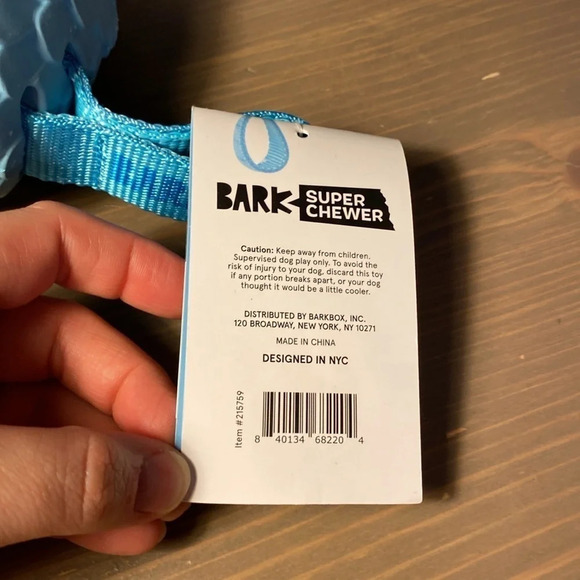 BARK SUPER
CHEWER
Caution: Keep away from children.
Supervised dog play only. To avoid the
risk of injury to your dog, discard this toy
if any portion breaks apart, or your dog
thought it would be a little cooler.
DISTRIBUTED BY BARKBOX, INC.
120 BROADWAY, NEW YORK, NY 10271
MADE IN CHINA
DESIGNED IN NYC
Item #215759
8 40134 68220 4